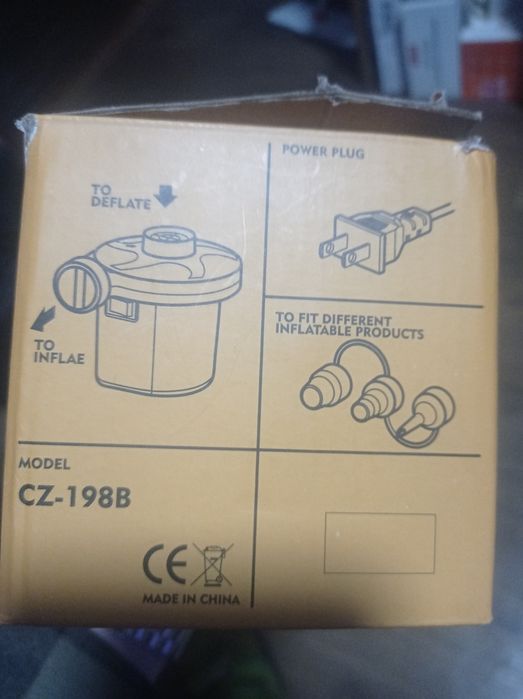 TO
DEFLATE
TO
INFLAE
POWER PLUG
TO FIT DIFFERENT
INFLATABLE PRODUCTS
MODEL
CZ-198B
CE
MADE IN CHINA